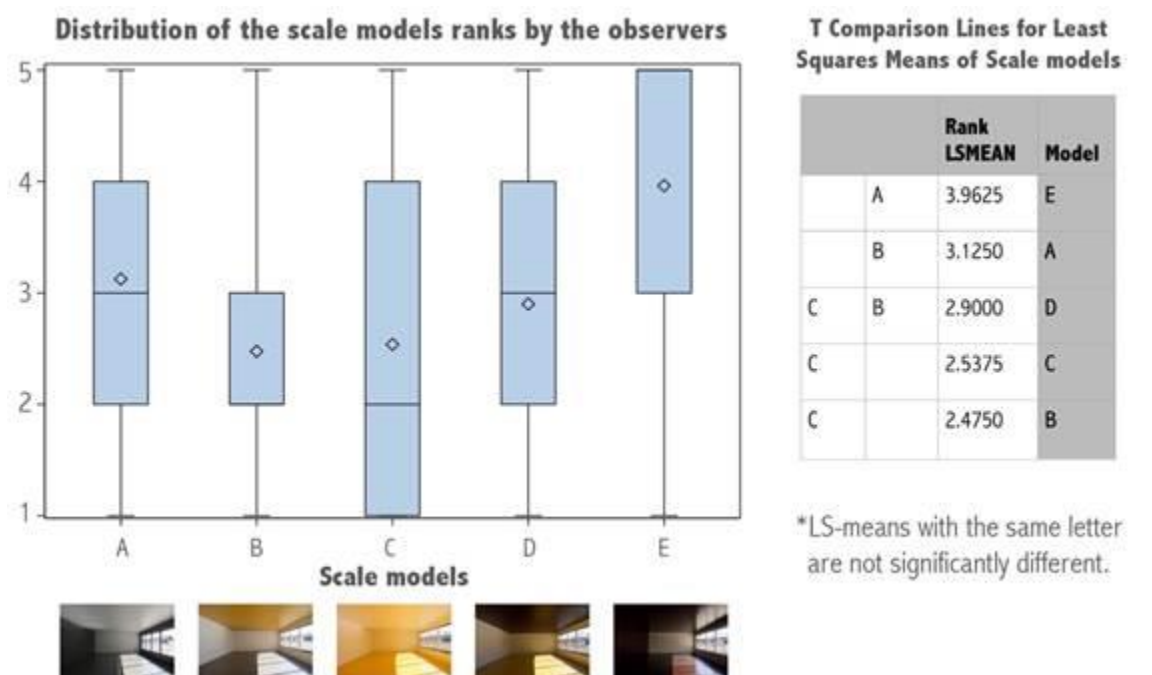 Distribution of the scale models ranks by the observers
5
4
3
2
1
A B C D E
Scale models
T Comparison Lines for Least
Squares Means of Scale models
Rank
LSMEAN Model
A 3.9625 E
B 3.1250 A
C B 2.9000 D
C 2.5375 C
C 2.4750 B
*LS-means with the same letter
are not significantly different.